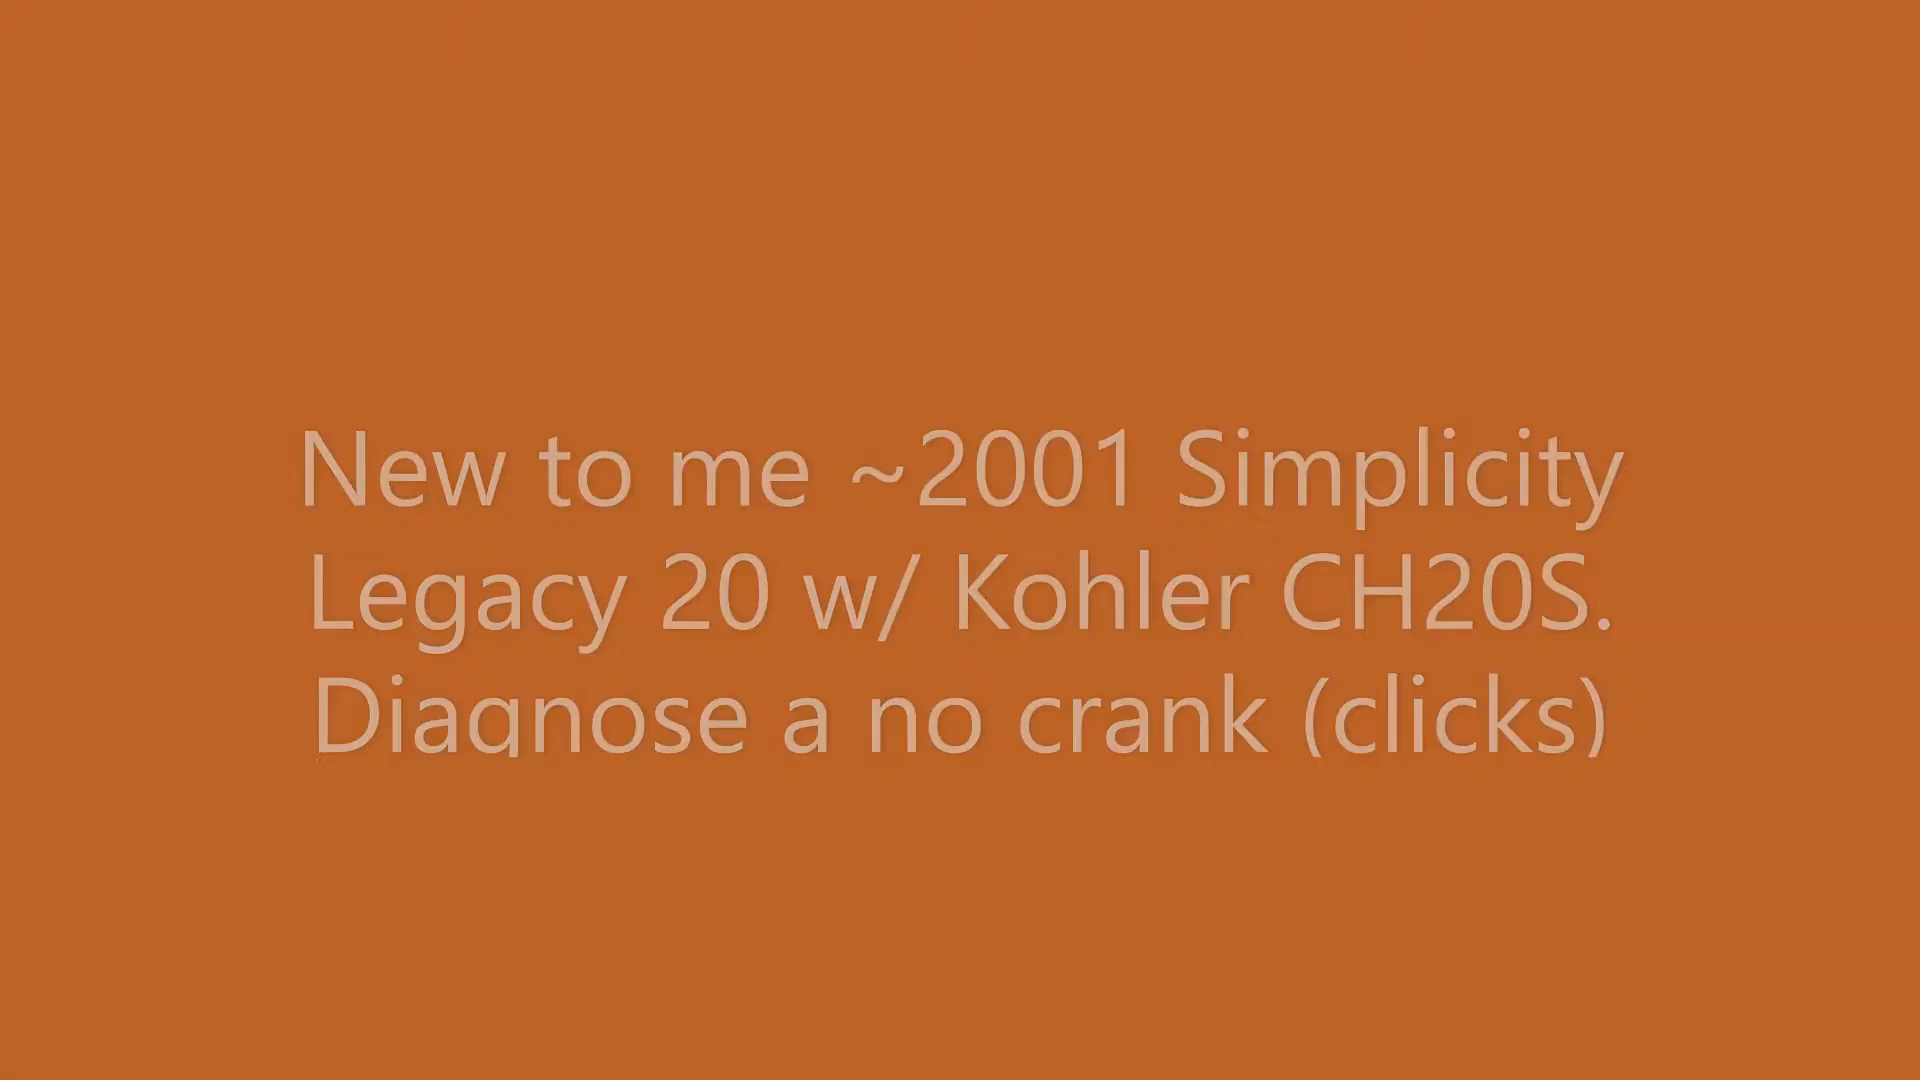 New to me ~2001 Simplicity
Legacy 20 w/ Kohler CH20S.
Diagnose a no crank (clicks)